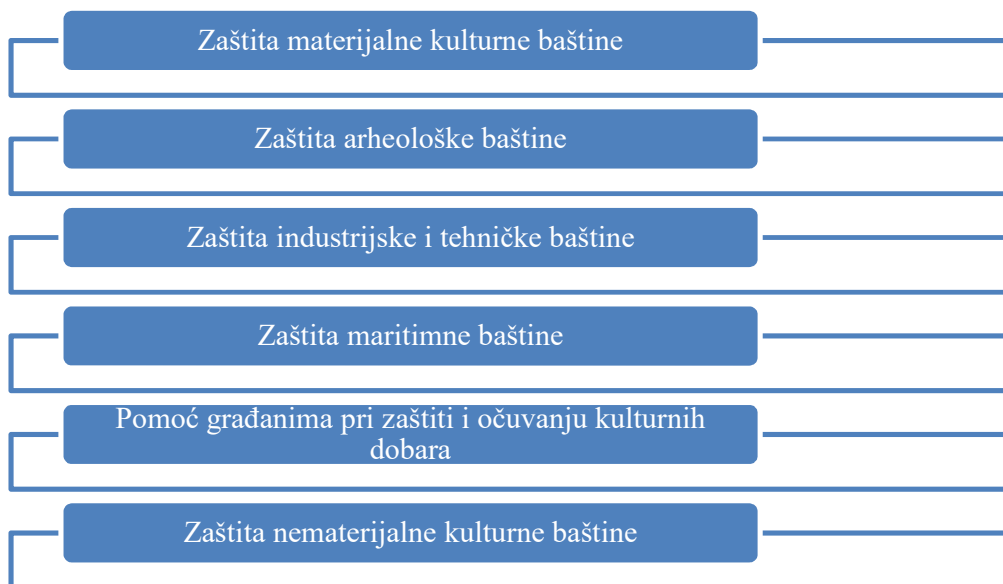 Zaštita materijalne kulturne baštine
Zaštita arheološke baštine
Zaštita industrijske i tehničke baštine
Zaštita maritimne baštine
Pomoć građanima pri zaštiti i očuvanju kulturnih
dobara
Zaštita nematerijalne kulturne baštine